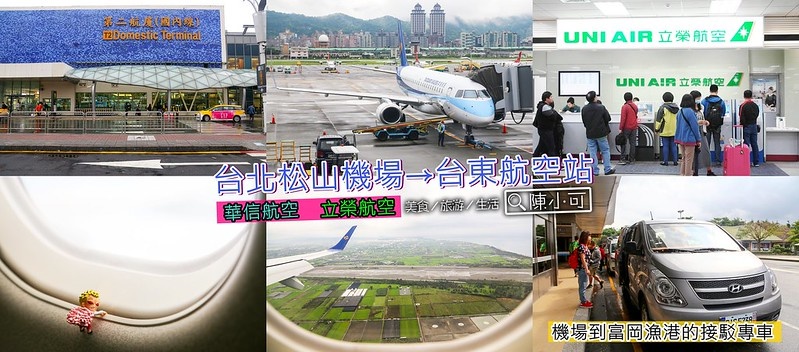 第二航廈(國內線)
T2 Domestic Terminal
UNI AIR 立榮航空
UNI AIR 立榮航空
台北松山機場→台東航空站
華信航空 立榮航空 美食／旅游／生活 陳小可
機場到富岡漁港的接駁專車